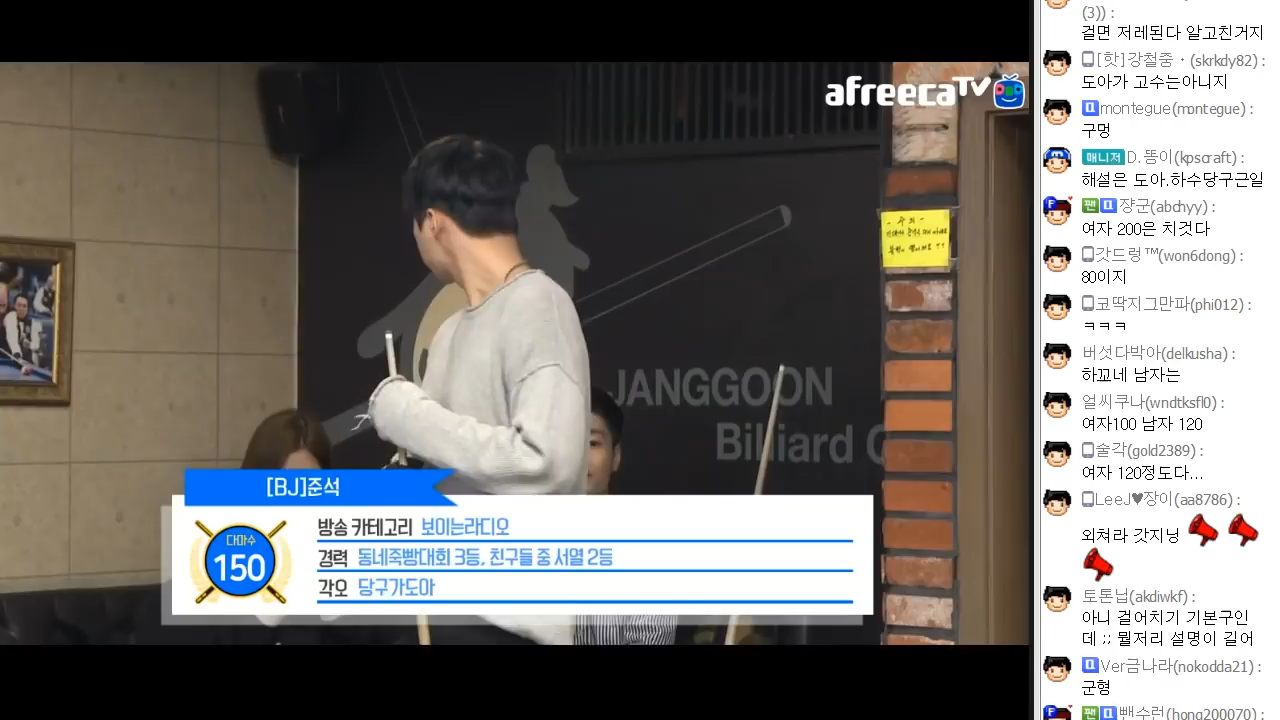 afreecaTV
- 주 의 -
JANGGOON
Billiard C
[BJ]준석
다마수
150
방송 카테고리 보이는라디오
경력 동네죽빵대회 3등, 친구들 중 서열 2등
각오 당구가도아
(3)) :
걸면 저레된다 알고친거지
[핫]강철중・(skrkdy82) :
도아가 고수는아니지
montegue(montegue) :
구멍
매니저 D.똥이(kpscraft) :
해설은 도아.하수당구근일
팬 쟝군(abchyy) :
여자 200은 치것다
갓드렁™(won6dong) :
80이지
코딱지그만파(phi012) :
ㅋㅋㅋ
버섯다박아(delkusha) :
하꼬네 남자는
얼씨쿠나(wndtksfl0) :
여자100 남자 120
술각(gold2389) :
여자 120정도다...
LeeJ♥장이(aa8786) :
외쳐라 갓지닝
토톤닙(akdiwkf) :
아니 걸어치기 기본구인
데 ;; 뭘저리 설명이 길어
Ver금나라(nokodda21) :
군형
팬 빽수럽(hong200070) :